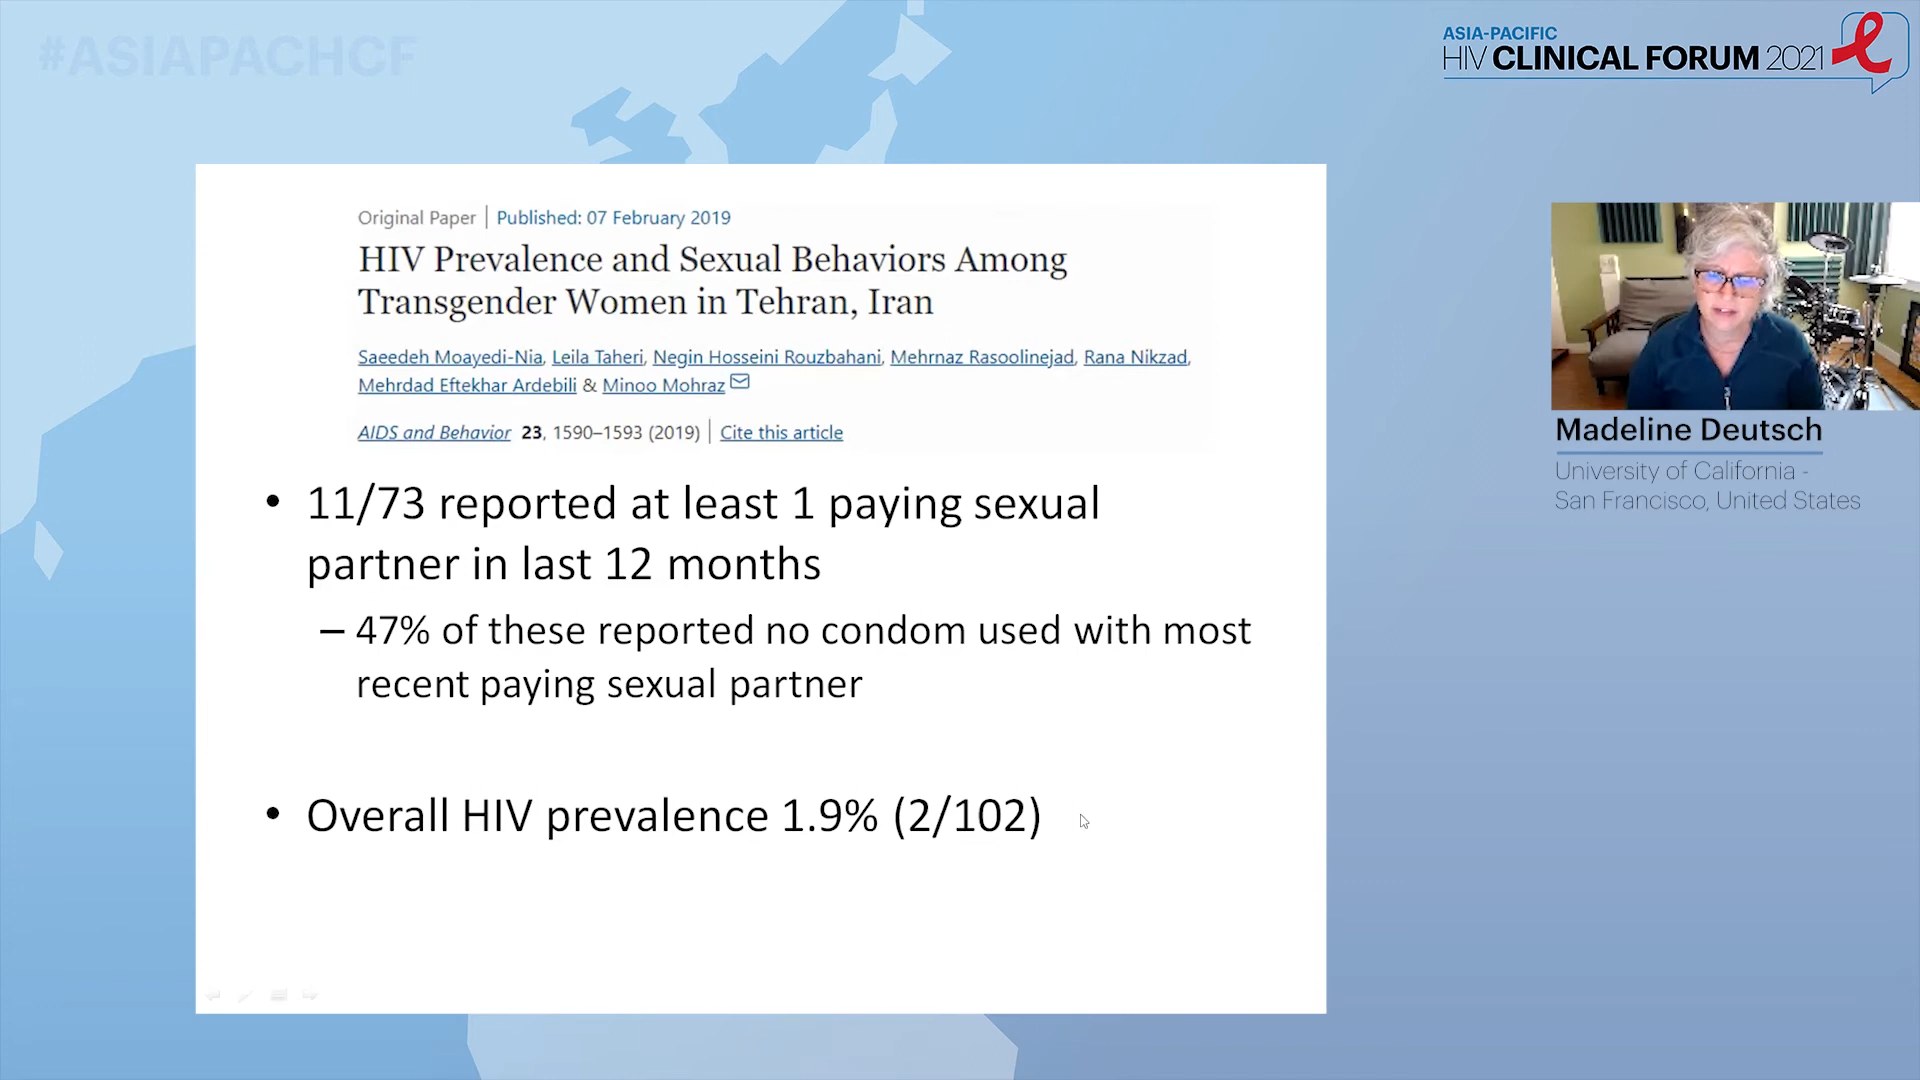 #ASIAPACHCF
ASIA-PACIFIC
HIV CLINICAL FORUM 2021
Original Paper | Published: 07 February 2019
HIV Prevalence and Sexual Behaviors Among
Transgender Women in Tehran, Iran
Saeedeh Moayedi-Nia, Leila Taheri, Negin Hosseini Rouzbahani, Mehrnaz Rasoolinejad, Rana Nikzad,
Mehrdad Eftekhar Ardebili & Minoo Mohraz
AIDS and Behavior 23, 1590–1593 (2019) | Cite this article
• 11/73 reported at least 1 paying sexual
partner in last 12 months
– 47% of these reported no condom used with most
recent paying sexual partner
• Overall HIV prevalence 1.9% (2/102)
Madeline Deutsch
University of California -
San Francisco, United States